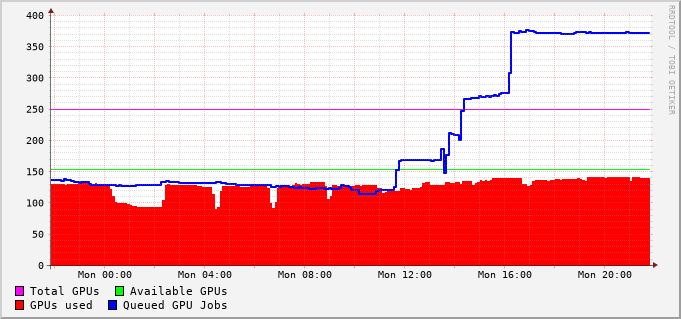 400
350
300
250
200
150
100
50
0
Mon 00:00 Mon 04:00 Mon 08:00 Mon 12:00 Mon 16:00 Mon 20:00
Total GPUs Available GPUs
GPUs used Queued GPU Jobs
RRDTOOL / TOBI OETIKER